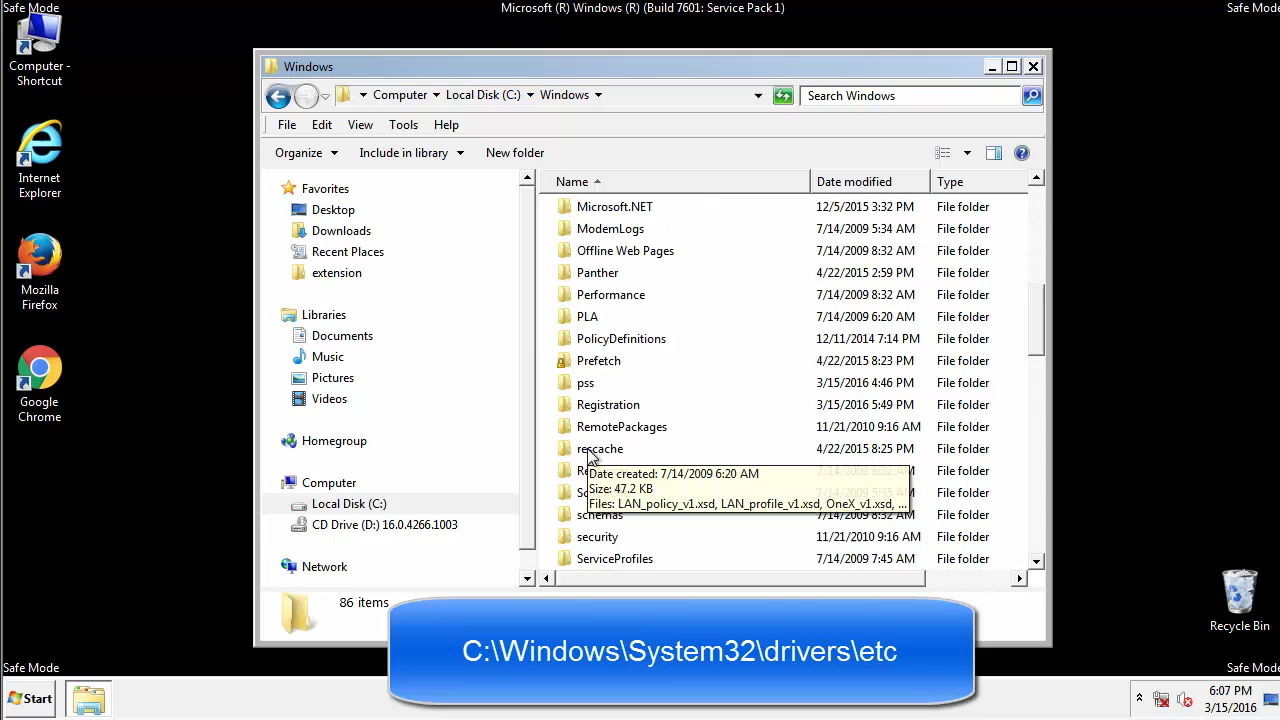 Safe Mode
Microsoft (R) Windows (R) (Build 7601: Service Pack 1)
Safe Mode
Computer -
Shortcut
Internet
Explorer
Mozilla
Firefox
Google
Chrome
Windows
Computer
Local Disk (C:)
Windows
Search Windows
File
Edit
View
Tools
Help
Organize
Include in library
New folder
Favorites
Desktop
Downloads
Recent Places
extension
Libraries
Documents
Music
Pictures
Videos
Homegroup
Computer
Local Disk (C:)
CD Drive (D:) 16.0.4266.1003
Network
Name Date modified Type
Microsoft.NET 12/5/2015 3:32 PM File folder
ModemLogs 7/14/2009 5:34 AM File folder
Offline Web Pages 7/14/2009 8:32 AM File folder
Panther 4/22/2015 2:59 PM File folder
Performance 7/14/2009 8:32 AM File folder
PLA 7/14/2009 6:20 AM File folder
PolicyDefinitions 12/11/2014 7:14 PM File folder
Prefetch 4/22/2015 8:23 PM File folder
pss 3/15/2016 4:46 PM File folder
Registration 3/15/2016 5:49 PM File folder
RemotePackages 11/21/2010 9:16 AM File folder
rescache 4/22/2015 8:25 PM File folder
File folder
File folder
schemas 7/14/2009 8:32 AM File folder
security 11/21/2010 9:16 AM File folder
ServiceProfiles 7/14/2009 7:45 AM File folder
Date created: 7/14/2009 6:20 AM
Size: 47.2 KB
Files: LAN_policy_v1.xsd, LAN_profile_v1.xsd, OneX_v1.xsd, ...
86 items
C:\Windows\System32\drivers\etc
Recycle Bin
Safe Mode
Safe Mode
Start
6:07 PM
3/15/2016